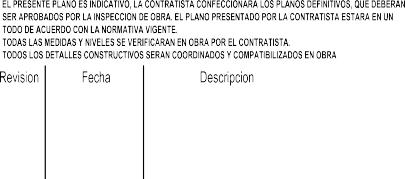 EL PRESENTE PLANO ES INDICATIVO, LA CONTRATISTA CONFECCIONARA LOS PLANOS DEFINITIVOS, QUE DEBERAN
SER APROBADOS POR LA INSPECCION DE OBRA. EL PLANO PRESENTADO POR LA CONTRATISTA ESTARA EN UN
TODO DE ACUERDO CON LA NORMATIVA VIGENTE.
TODAS LAS MEDIDAS Y NIVELES SE VERIFICARAN EN OBRA POR EL CONTRATISTA.
TODOS LOS DETALLES CONSTRUCTIVOS SERAN COORDINADOS Y COMPATIBILIZADOS EN OBRA
Revision Fecha Descripcion